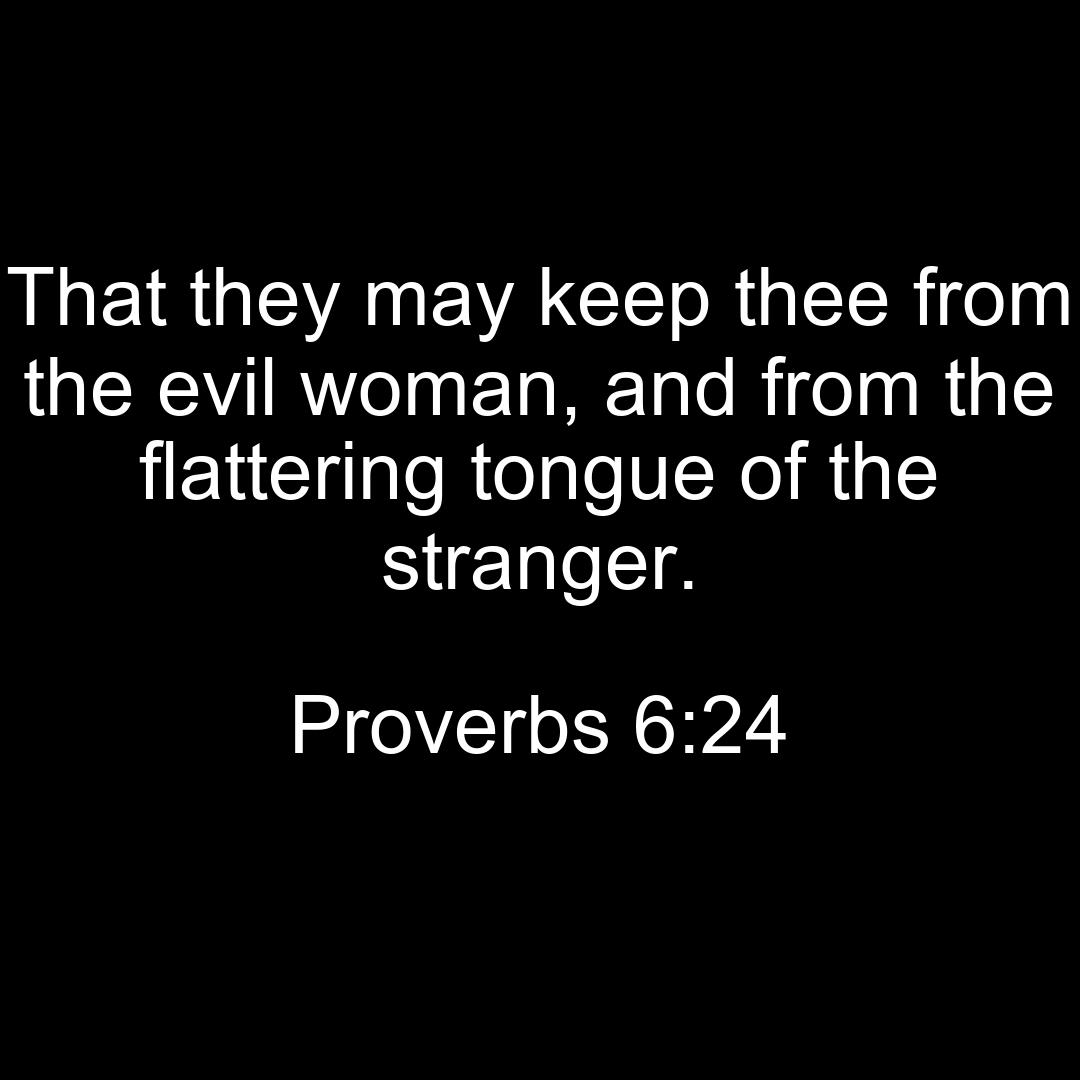 That they may keep thee from
the evil woman, and from the
flattering tongue of the
stranger.
Proverbs 6:24